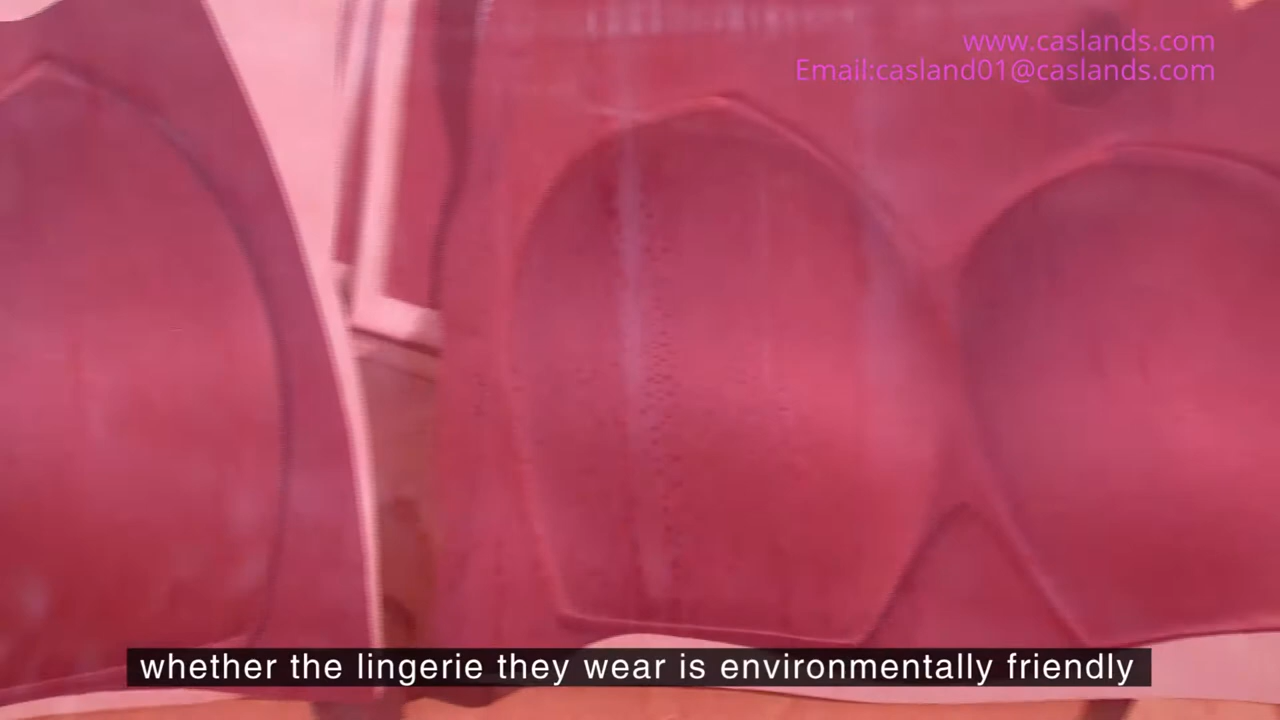 www.caslands.com
Email:casland01@caslands.com
whether the lingerie they wear is environmentally friendly